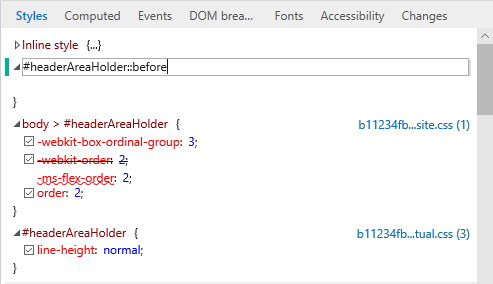 Styles Computed Events DOM brea... Fonts Accessibility Changes
Inline style {...}
#headerAreaHolder::before
}
body > #headerAreaHolder { b11234fb...site.css (1)
-webkit-box-ordinal-group: 3;
-webkit-order: 2;
-ms-flex-order: 2;
order: 2;
}
#headerAreaHolder { b11234fb...tual.css (3)
line-height: normal;
}